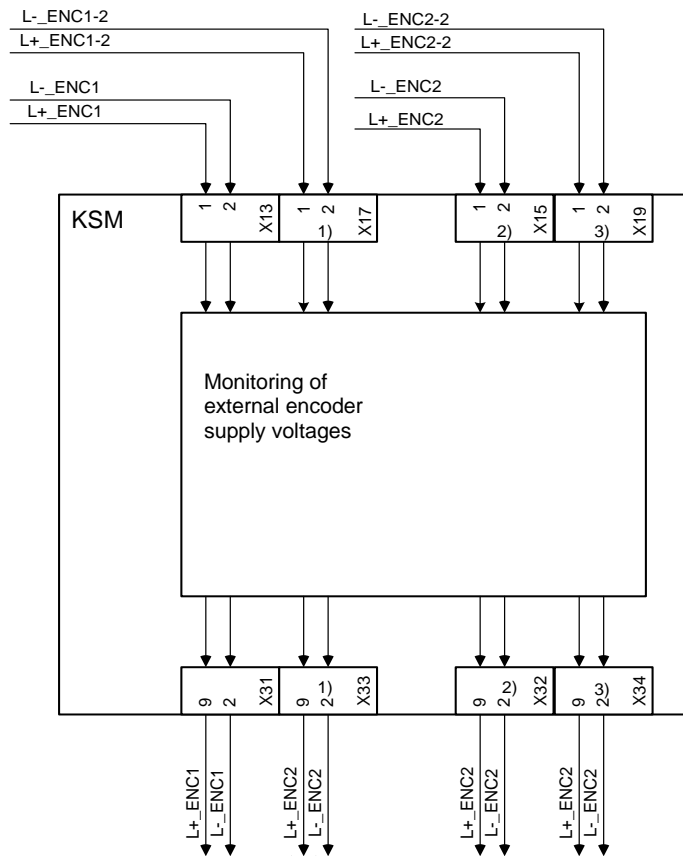 L-_ENC1-2
L+_ENC1-2
L-_ENC2-2
L+_ENC2-2
L-_ENC1
L+_ENC1
L-_ENC2
L+_ENC2
KSM
1 2 X13
1 2 1) X17
1 2 2) X15
1 2 3) X19
Monitoring of
external encoder
supply voltages
9 2 X31
9 2 1) X33
9 2 2) X32
9 2 3) X34
L+_ENC1
L-_ENC1
L+_ENC2
L-_ENC2
L+_ENC2
L-_ENC2
L+_ENC2
L-_ENC2